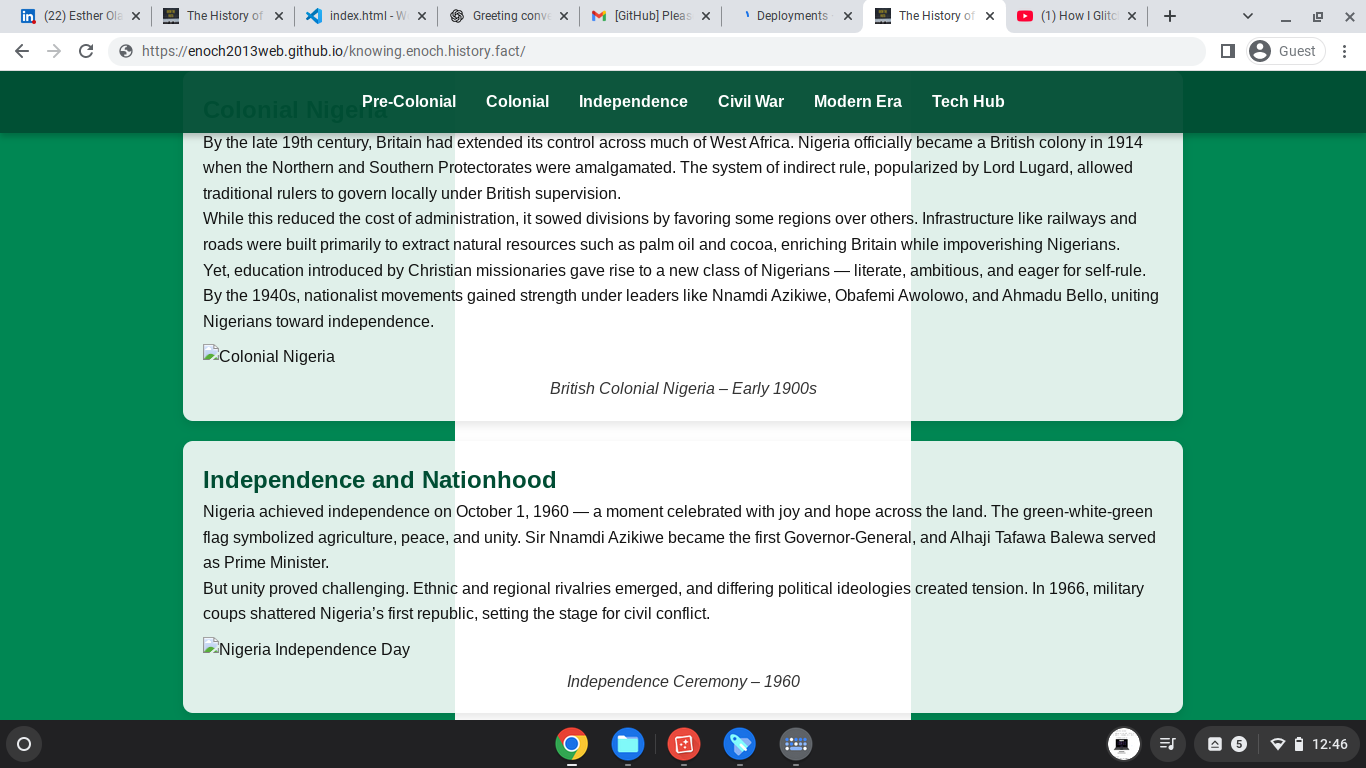 (22) Esther Ola
The History of
index.html - W
Greeting conve
[GitHub] Pleas
Deployments
The History of
(1) How I Glitc
https://enoch2013web.github.io/knowing.enoch.history.fact/
Guest
Pre-Colonial
Colonial
Independence
Civil War
Modern Era
Tech Hub
Colonial Nigeria
By the late 19th century, Britain had extended its control across much of West Africa. Nigeria officially became a British colony in 1914
when the Northern and Southern Protectorates were amalgamated. The system of indirect rule, popularized by Lord Lugard, allowed
traditional rulers to govern locally under British supervision.
While this reduced the cost of administration, it sowed divisions by favoring some regions over others. Infrastructure like railways and
roads were built primarily to extract natural resources such as palm oil and cocoa, enriching Britain while impoverishing Nigerians.
Yet, education introduced by Christian missionaries gave rise to a new class of Nigerians — literate, ambitious, and eager for self-rule.
By the 1940s, nationalist movements gained strength under leaders like Nnamdi Azikiwe, Obafemi Awolowo, and Ahmadu Bello, uniting
Nigerians toward independence.
Colonial Nigeria
British Colonial Nigeria – Early 1900s
Independence and Nationhood
Nigeria achieved independence on October 1, 1960 — a moment celebrated with joy and hope across the land. The green-white-green
flag symbolized agriculture, peace, and unity. Sir Nnamdi Azikiwe became the first Governor-General, and Alhaji Tafawa Balewa served
as Prime Minister.
But unity proved challenging. Ethnic and regional rivalries emerged, and differing political ideologies created tension. In 1966, military
coups shattered Nigeria’s first republic, setting the stage for civil conflict.
Nigeria Independence Day
Independence Ceremony – 1960
5
12:46